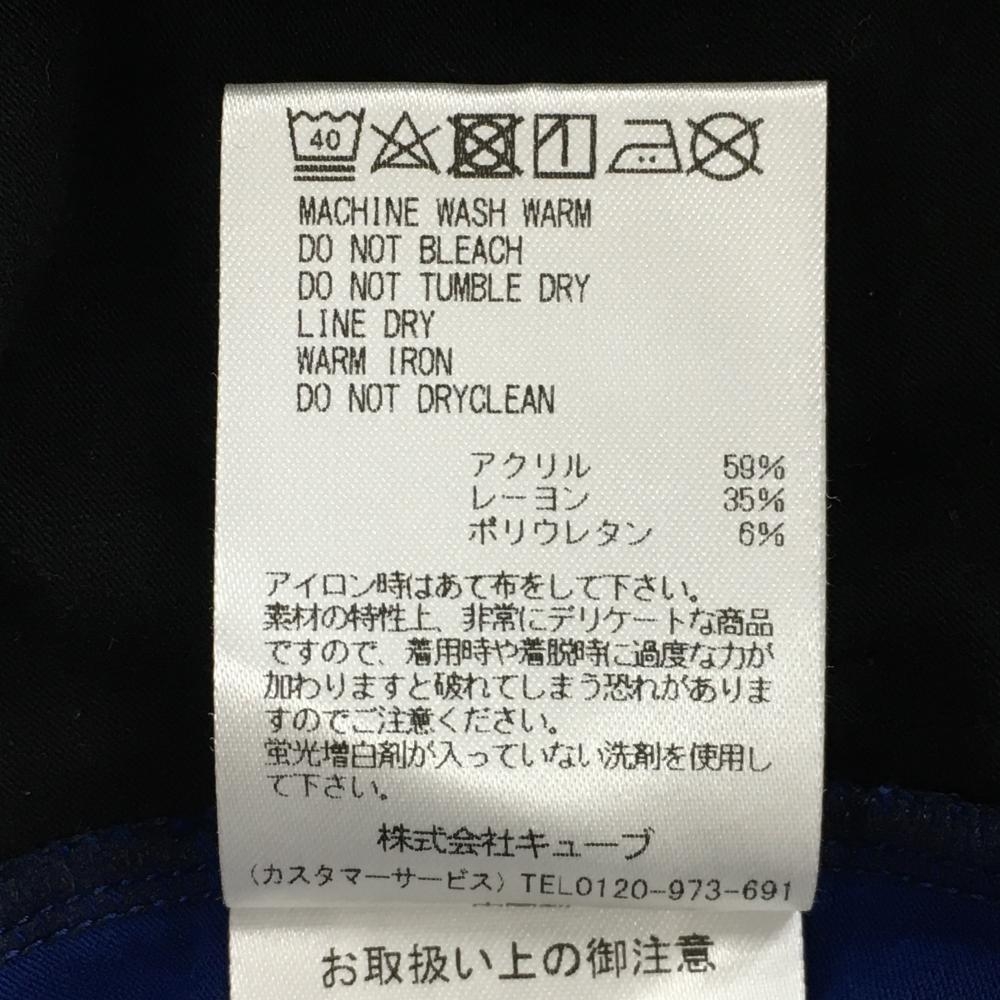 40
MACHINE WASH WARM
DO NOT BLEACH
DO NOT TUMBLE DRY
LINE DRY
WARM IRON
DO NOT DRYCLEAN
アクリル 59%
レーヨン 35%
ポリウレタン 6%
アイロン時はあて布をして下さい。
素材の特性上、非常にデリケートな商品
ですので、着用時や着脱時に過度な力が
加わりますと破れてしまう恐れがありま
すのでご注意ください。
蛍光増白剤が入っていない洗剤を使用し
て下さい。
株式会社キューブ
(カスタマーサービス) TEL0120-973-691
お取扱い上の御注意